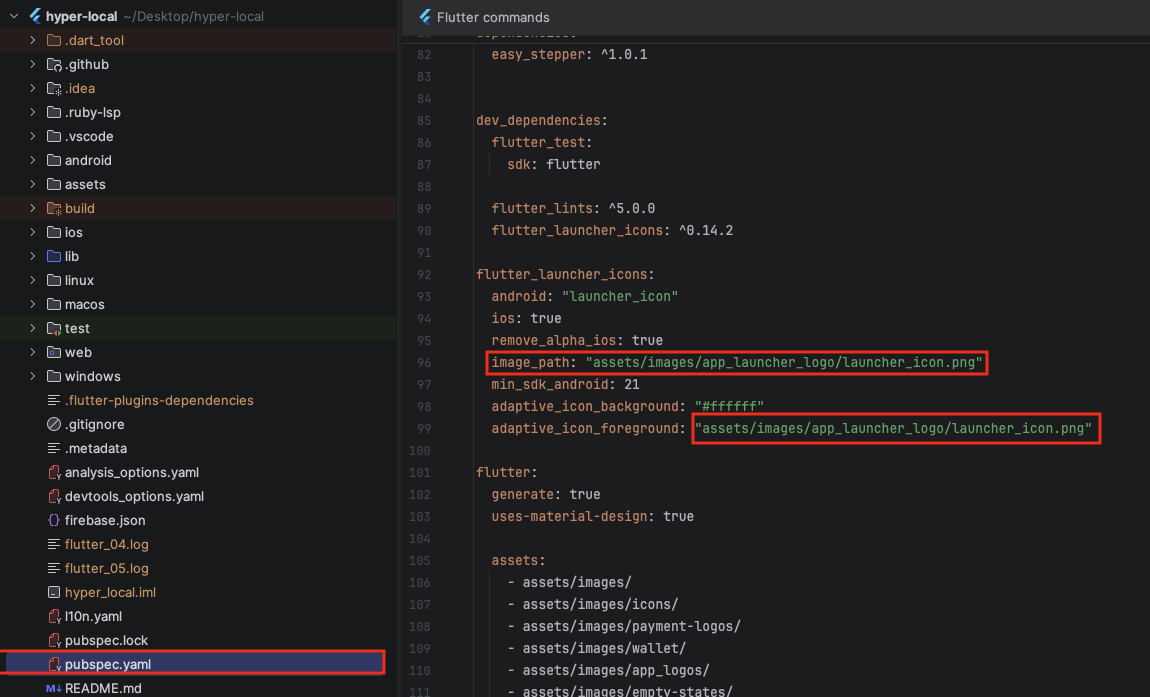 hyper-local ~/Desktop/hyper-local
.dart_tool
.github
.idea
.ruby-lsp
.vscode
android
assets
build
ios
lib
linux
macos
test
web
windows
.flutter-plugins-dependencies
.gitignore
.metadata
analysis_options.yaml
devtools_options.yaml
firebase.json
flutter_04.log
flutter_05.log
hyper_local.iml
l10n.yaml
pubspec.lock
pubspec.yaml
M↓ README.md
Flutter commands
82 easy_stepper: ^1.0.1
83
84
85 dev_dependencies:
86 flutter_test:
87 sdk: flutter
88
89 flutter_lints: ^5.0.0
90 flutter_launcher_icons: ^0.14.2
91
92 flutter_launcher_icons:
93 android: "launcher_icon"
94 ios: true
95 remove_alpha_ios: true
96 image_path: "assets/images/app_launcher_logo/launcher_icon.png"
97 min_sdk_android: 21
98 adaptive_icon_background: "#ffffff"
99 adaptive_icon_foreground: "assets/images/app_launcher_logo/launcher_icon.png"
100
101 flutter:
102 generate: true
103 uses-material-design: true
104
105 assets:
106 - assets/images/
107 - assets/images/icons/
108 - assets/images/payment-logos/
109 - assets/images/wallet/
110 - assets/images/app_logos/
111 - assets/images/empty-states/